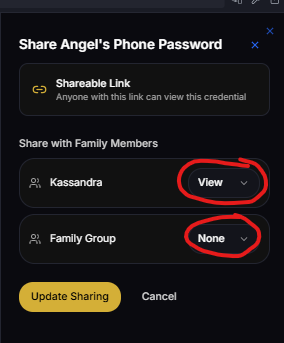 Share Angel's Phone Password
Shareable Link
Anyone with this link can view this credential
Share with Family Members
Kassandra
View
Family Group
None
Update Sharing
Cancel